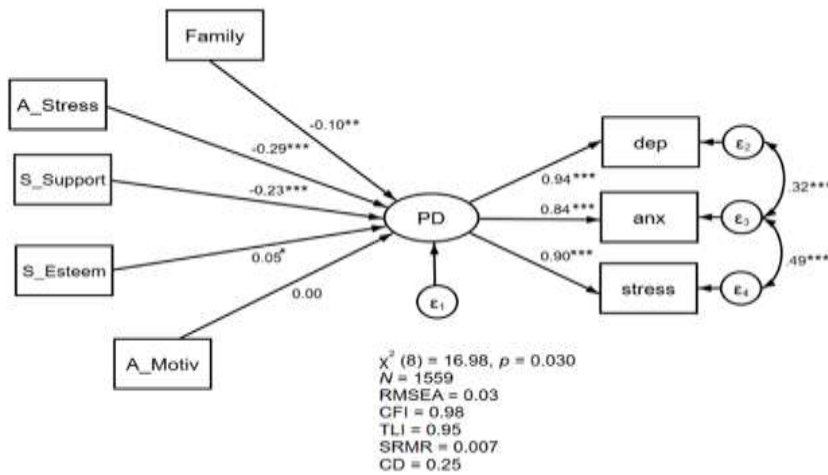 Family
A_Stress
-0.10**
-0.29***
dep
ε2
S_Support
0.94***
.32***
-0.23***
PD
0.84***
anx
ε3
S_Esteem
0.05*
0.90***
.49***
0.00
ε1
stress
ε4
A_Motiv
χ² (8) = 16.98, p = 0.030
N = 1559
RMSEA = 0.03
CFI = 0.98
TLI = 0.95
SRMR = 0.007
CD = 0.25